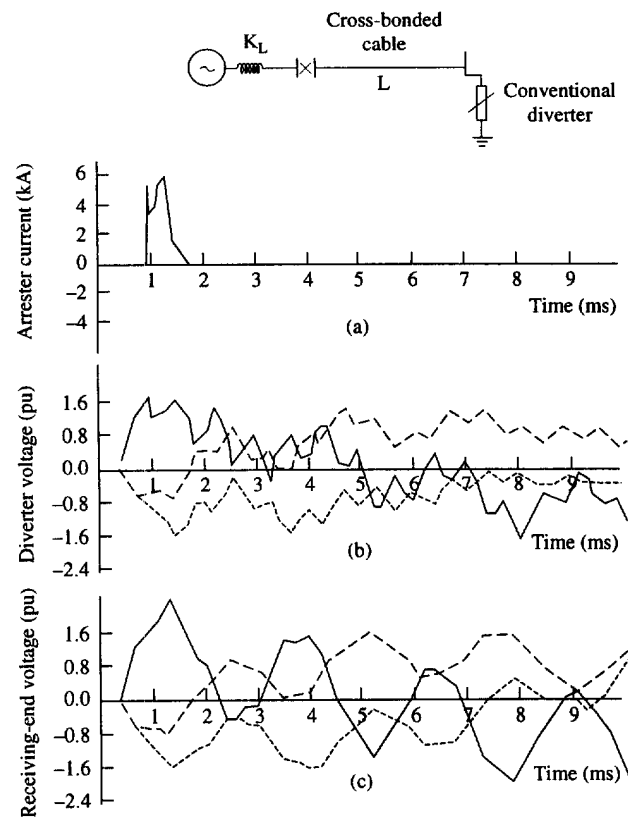 Cross-bonded
cable
K_L
~
L
Conventional
diverter
Arrester current (kA)
6
4
2
0
−2
−4
1 2 3 4 5 6 7 8 9
Time (ms)
(a)
Diverter voltage (pu)
1.6
0.8
0.0
−0.8
−1.6
−2.4
1 2 3 4 5 6 7 8 9
Time (ms)
(b)
Receiving-end voltage (pu)
1.6
0.8
0.0
−0.8
−1.6
−2.4
1 2 3 4 5 6 7 8 9
Time (ms)
(c)